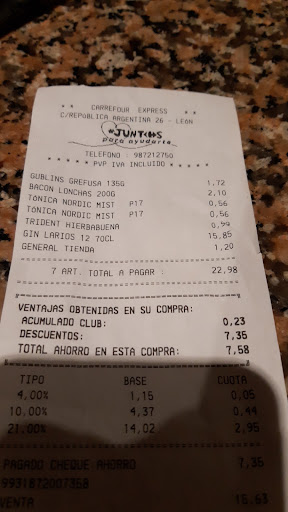 ** CARREFOUR EXPRESS **
C/REPÚBLICA ARGENTINA 26 - LEÓN
#JUNTOS
para ayudarte
TELEFONO : 987212750
***** PVP IVA INCLUIDO *****
GUBLINS GREFUSA 135G 1,72
BACON LONCHAS 200G 2,10
TÓNICA NORDIC MIST P17 0,56
TÓNICA NORDIC MIST P17 0,56
TRIDENT HIERBABUENA 0,99
GIN LARIOS 12 70CL 15,85
GENERAL TIENDA 1,20
7 ART. TOTAL A PAGAR : 22,98
VENTAJAS OBTENIDAS EN SU COMPRA:
ACUMULADO CLUB: 0,23
DESCUENTOS: 7,35
TOTAL AHORRO EN ESTA COMPRA: 7,58
TIPO BASE CUOTA
4,00% 1,15 0,05
10,00% 4,37 0,44
21,00% 14,02 2,95
PAGADO CHEQUE AHORRO 7,35
9931872007358
VENTA 15,63